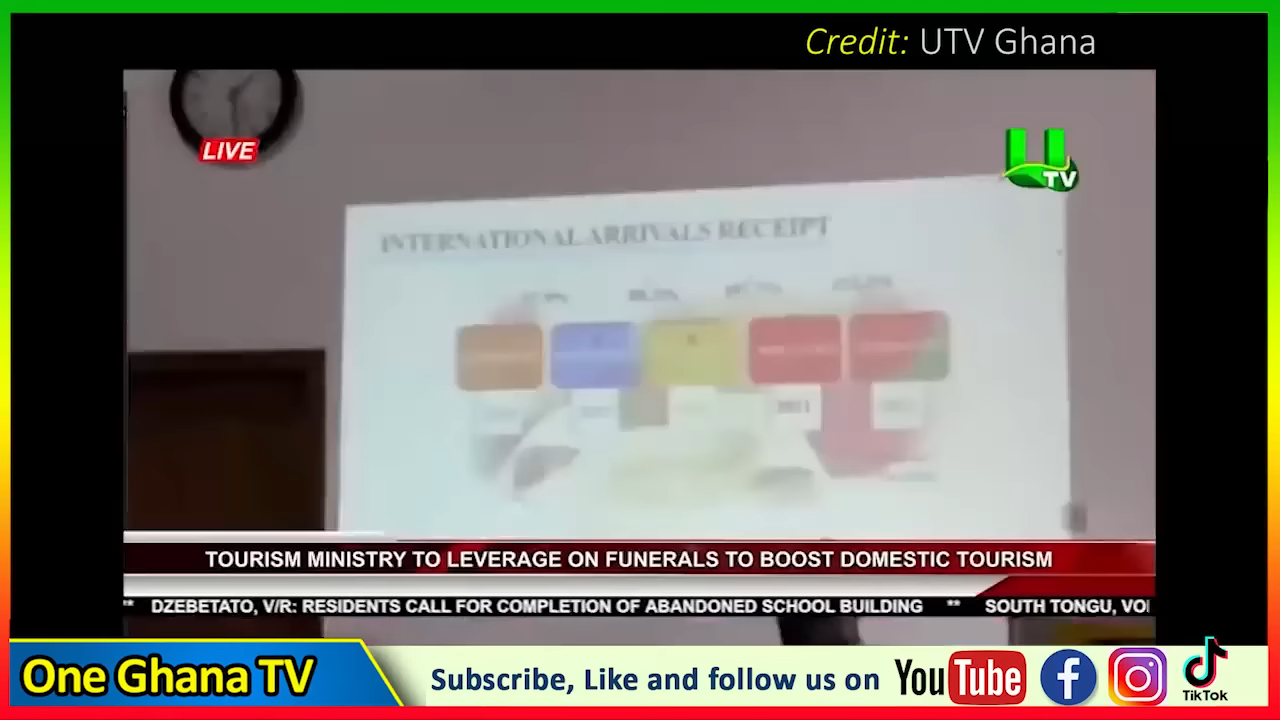 Credit: UTV Ghana
LIVE
U TV
INTERNATIONAL ARRIVALS RECEIPT
2021
TOURISM MINISTRY TO LEVERAGE ON FUNERALS TO BOOST DOMESTIC TOURISM
** DZEBETATO, V/R: RESIDENTS CALL FOR COMPLETION OF ABANDONED SCHOOL BUILDING ** SOUTH TONGU,
One Ghana TV
Subscribe, Like and follow us on YouTube
TikTok